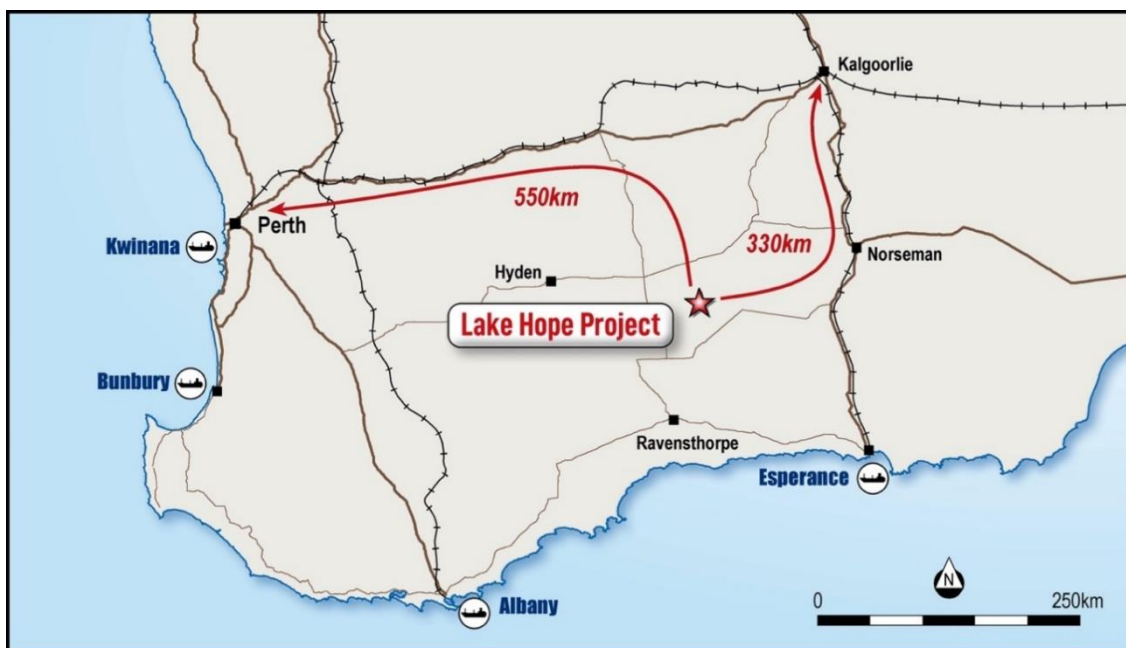 Kalgoorlie
550km
Perth
Kwinana
330km
Norseman
Hyden
Lake Hope Project
Bunbury
Ravensthorpe
Esperance
Albany
N
0
250km